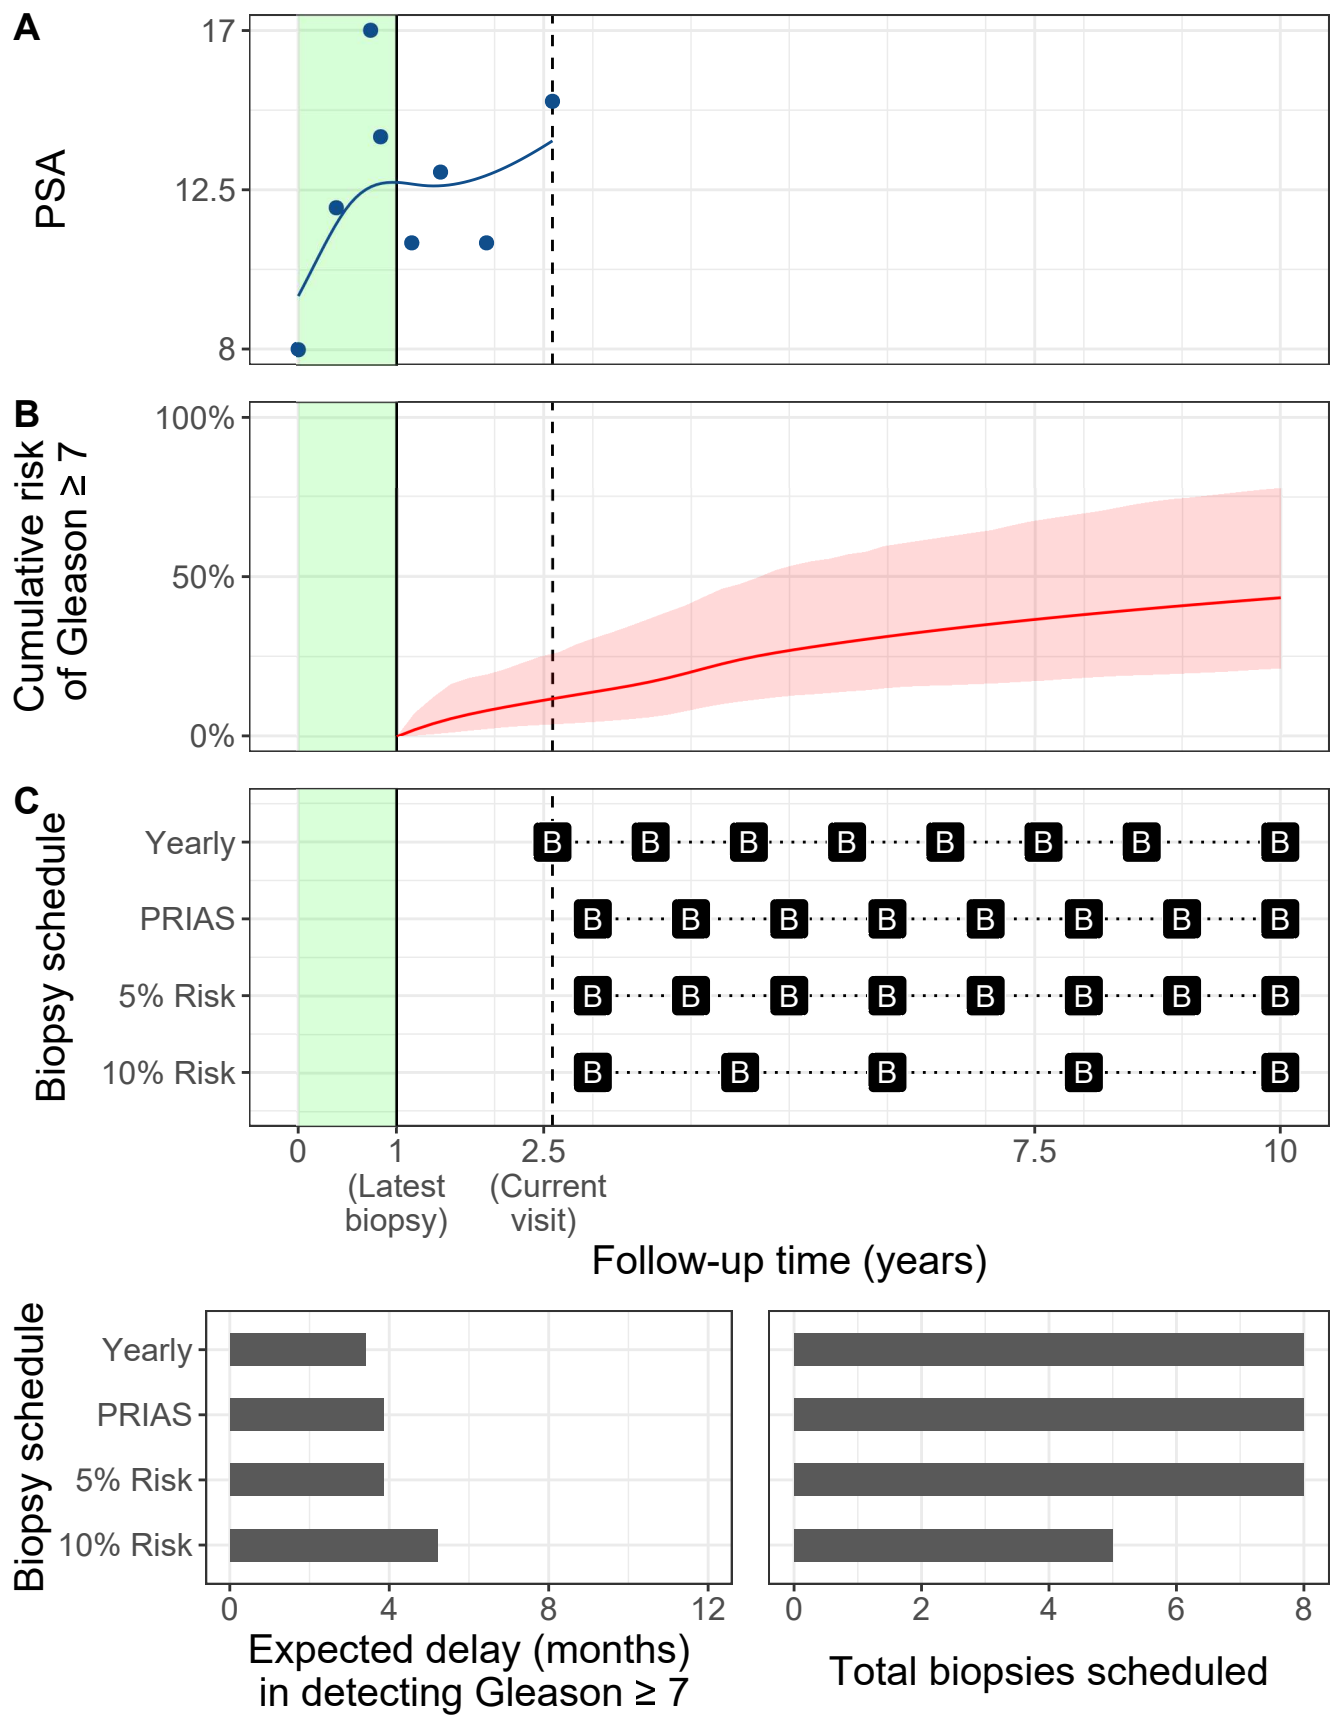 A
17
12.5
8
PSA
B
100%
50%
0%
Cumulative risk
of Gleason ≥ 7
C
Biopsy schedule
Yearly B B B B B B B B
PRIAS B B B B B B B B
5% Risk B B B B B B B B
10% Risk B B B B B
0 1 2.5 7.5 10
(Latest (Current
biopsy) visit)
Follow-up time (years)
Biopsy schedule
Yearly
PRIAS
5% Risk
10% Risk
0 4 8 12
Expected delay (months)
in detecting Gleason ≥ 7
0 2 4 6 8
Total biopsies scheduled